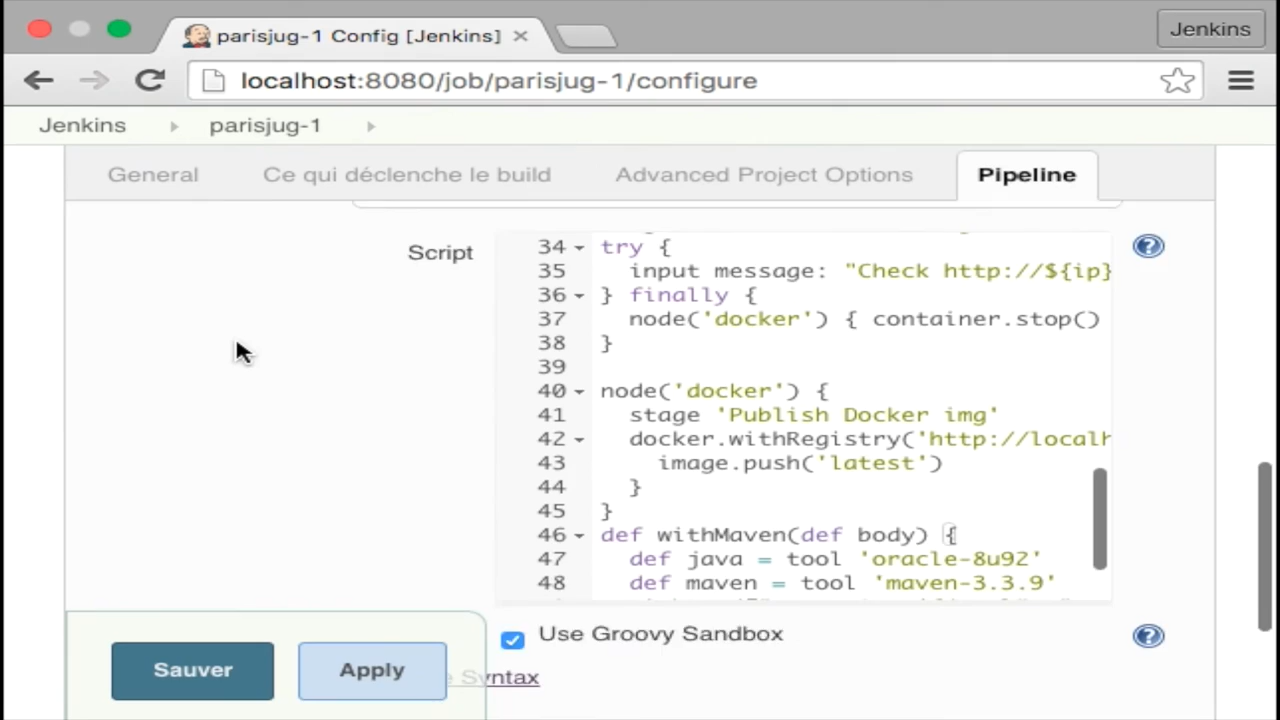 parisjug-1 Config [Jenkins]
Jenkins
localhost:8080/job/parisjug-1/configure
Jenkins parisjug-1
General Ce qui déclenche le build Advanced Project Options Pipeline
Script
34 try {
35 input message: "Check http://${ip}
36 } finally {
37 node('docker') { container.stop()
38 }
39
40 node('docker') {
41 stage 'Publish Docker img'
42 docker.withRegistry('http://localh
43 image.push('latest')
44 }
45 }
46 def withMaven(def body) {
47 def java = tool 'oracle-8u92'
48 def maven = tool 'maven-3.3.9'
Use Groovy Sandbox
Sauver Apply Syntax